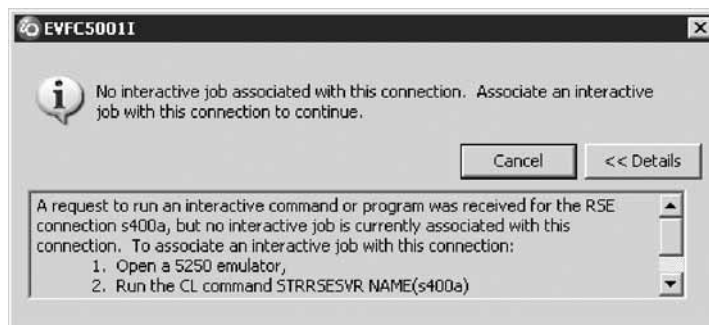 EVFC5001I
No interactive job associated with this connection. Associate an interactive
job with this connection to continue.
Cancel
<< Details
A request to run an interactive command or program was received for the RSE
connection s400a, but no interactive job is currently associated with this
connection. To associate an interactive job with this connection:
1. Open a 5250 emulator,
2. Run the CL command STRRSESVR NAME(s400a)